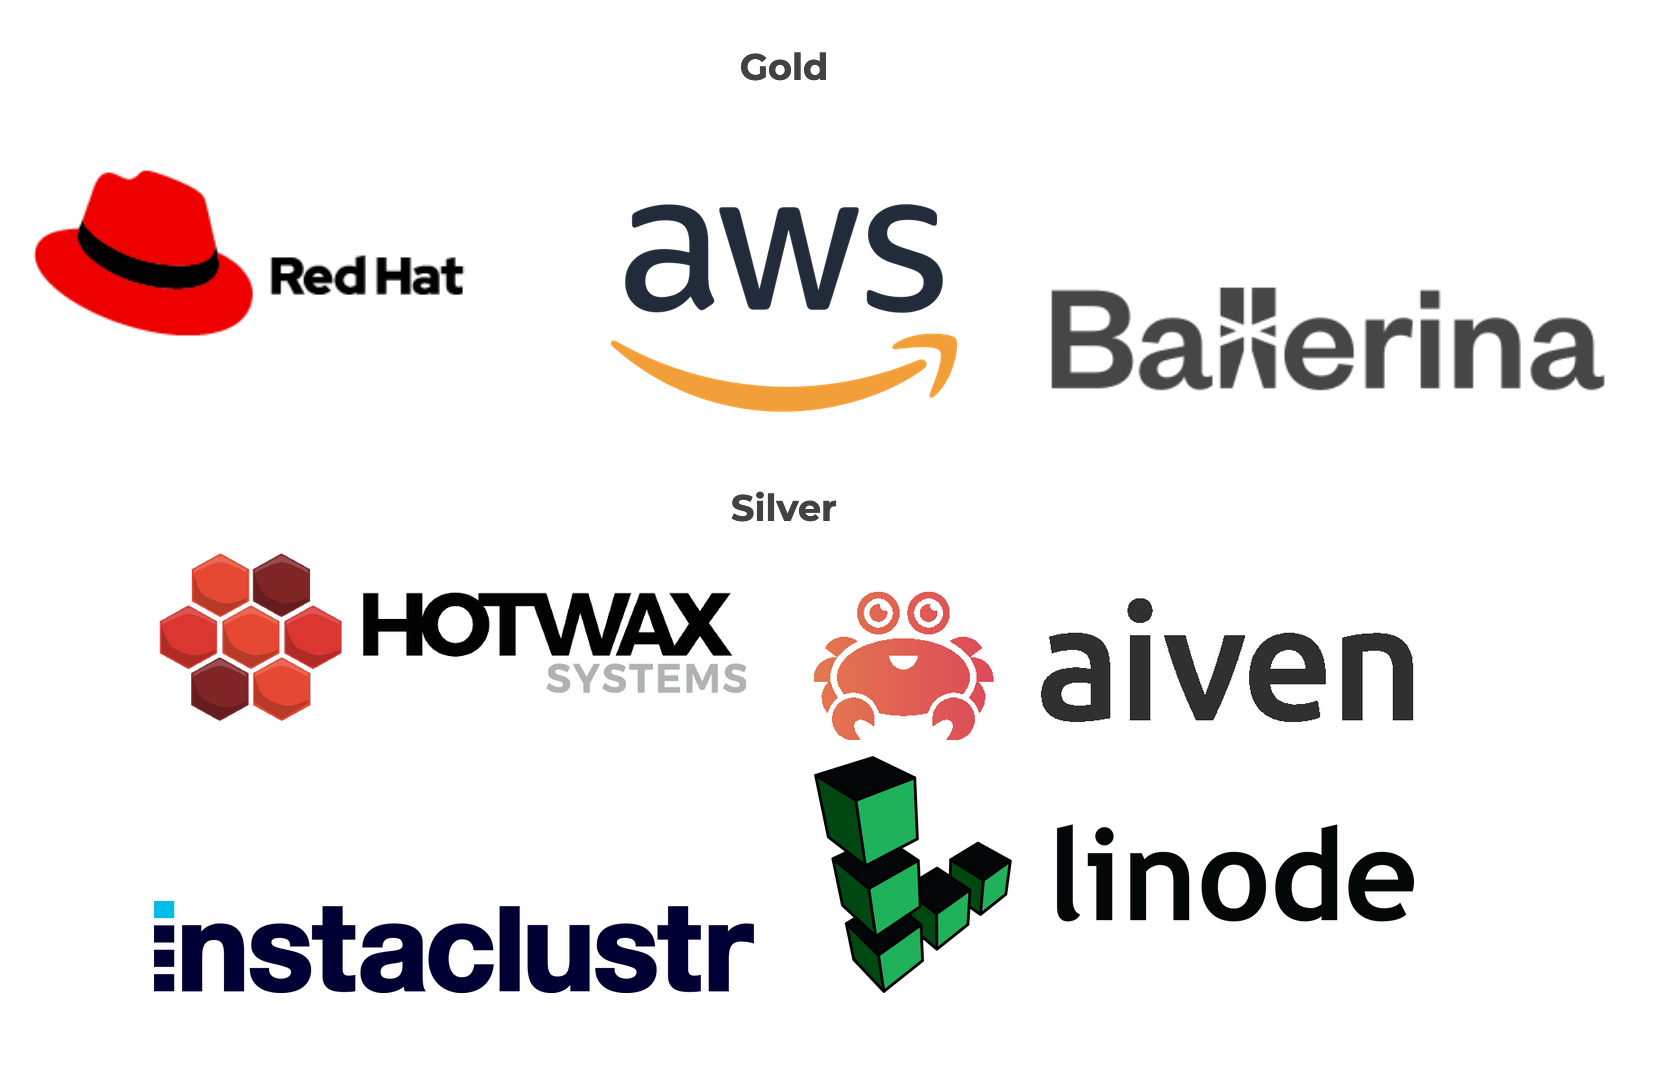 Gold
Red Hat
aws
Ballerina
Silver
HOTWAX
SYSTEMS
aiven
linode
instaclustr